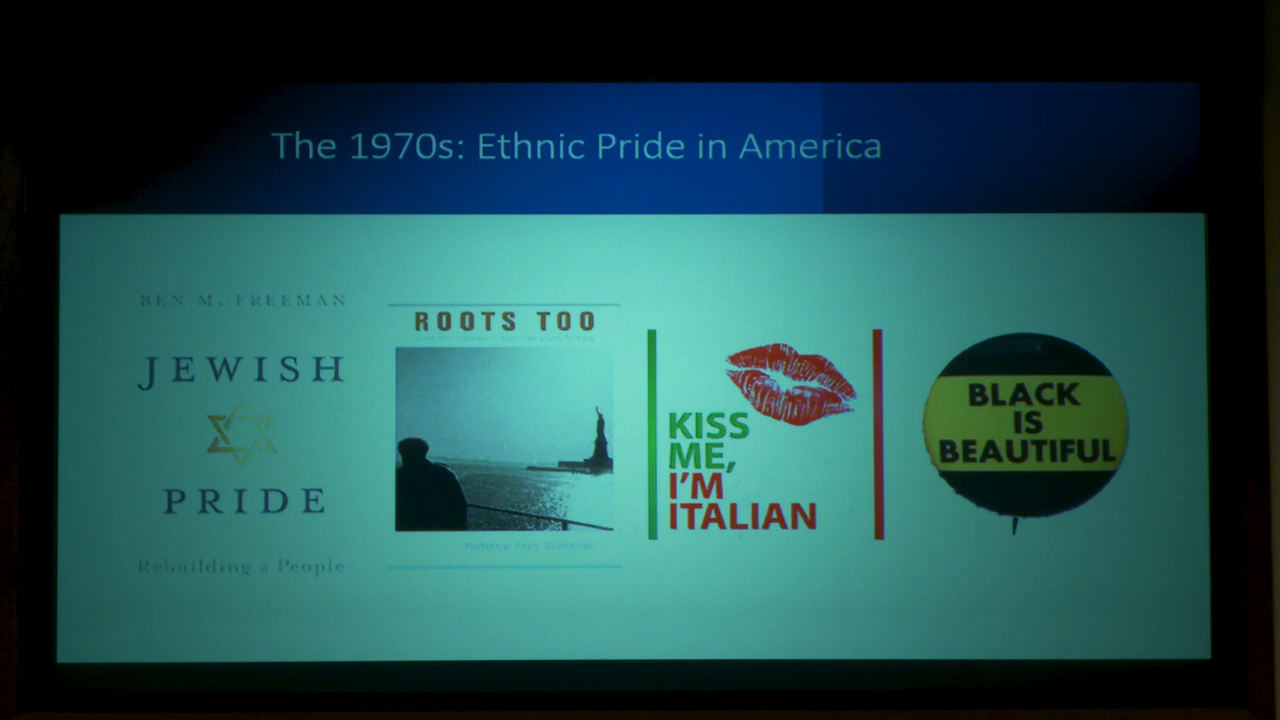 The 1970s: Ethnic Pride in America
BEN M. FREEMAN
JEWISH
PRIDE
Rebuilding a People
ROOTS TOO
KISS
ME,
I'M
ITALIAN
BLACK
IS
BEAUTIFUL